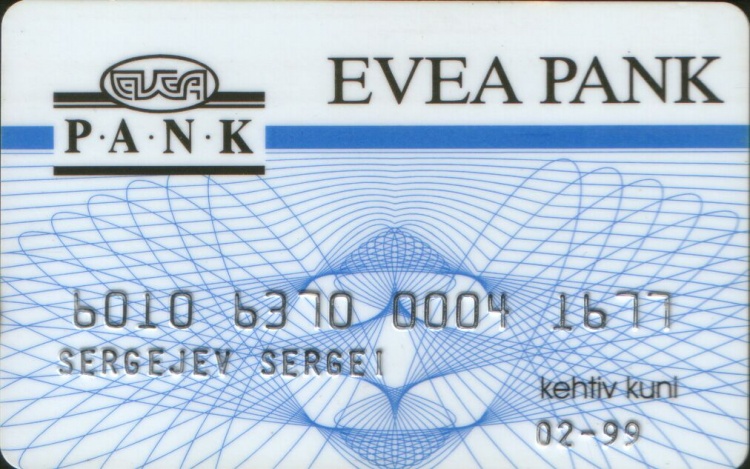 EVEA
P·A·N·K
EVEA PANK
6010 6370 0004 1677
SERGEJEV SERGEI
kehtiv kuni
02-99